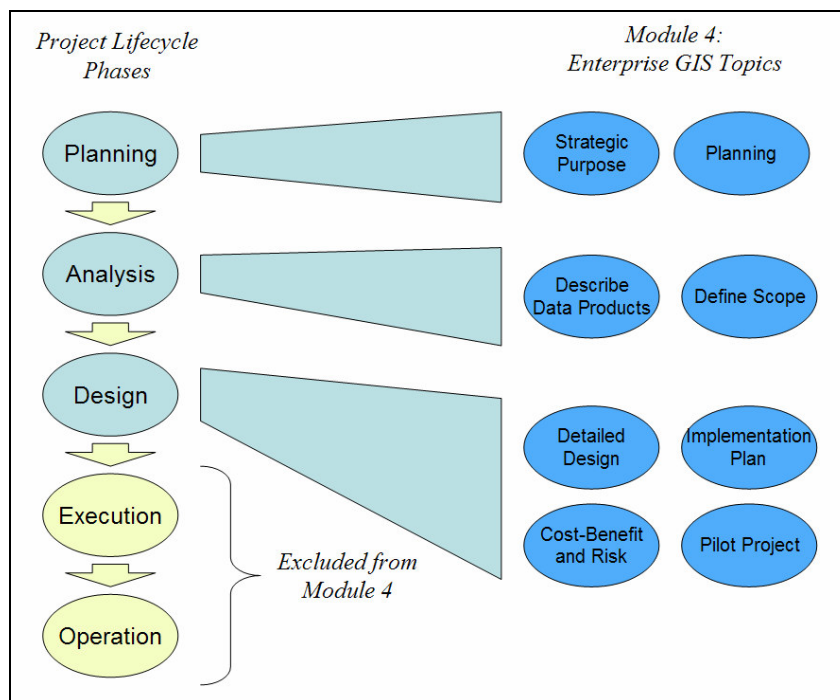 Project Lifecycle
Phases
Module 4:
Enterprise GIS Topics
Planning
Strategic
Purpose
Planning
Analysis
Describe
Data Products
Define Scope
Design
Detailed
Design
Implementation
Plan
Execution
Cost-Benefit
and Risk
Pilot Project
Excluded from
Module 4
Operation